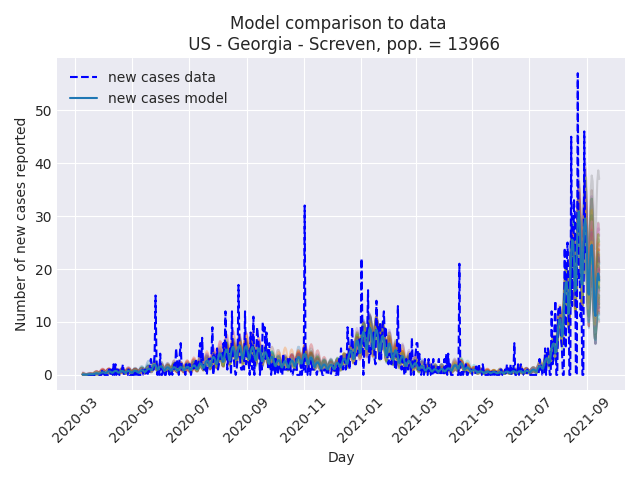 Model comparison to data
US - Georgia - Screven, pop. = 13966
new cases data
new cases model
Number of new cases reported
50
40
30
20
10
0
2020-03
2020-05
2020-07
2020-09
2020-11
2021-01
2021-03
2021-05
2021-07
2021-09
Day